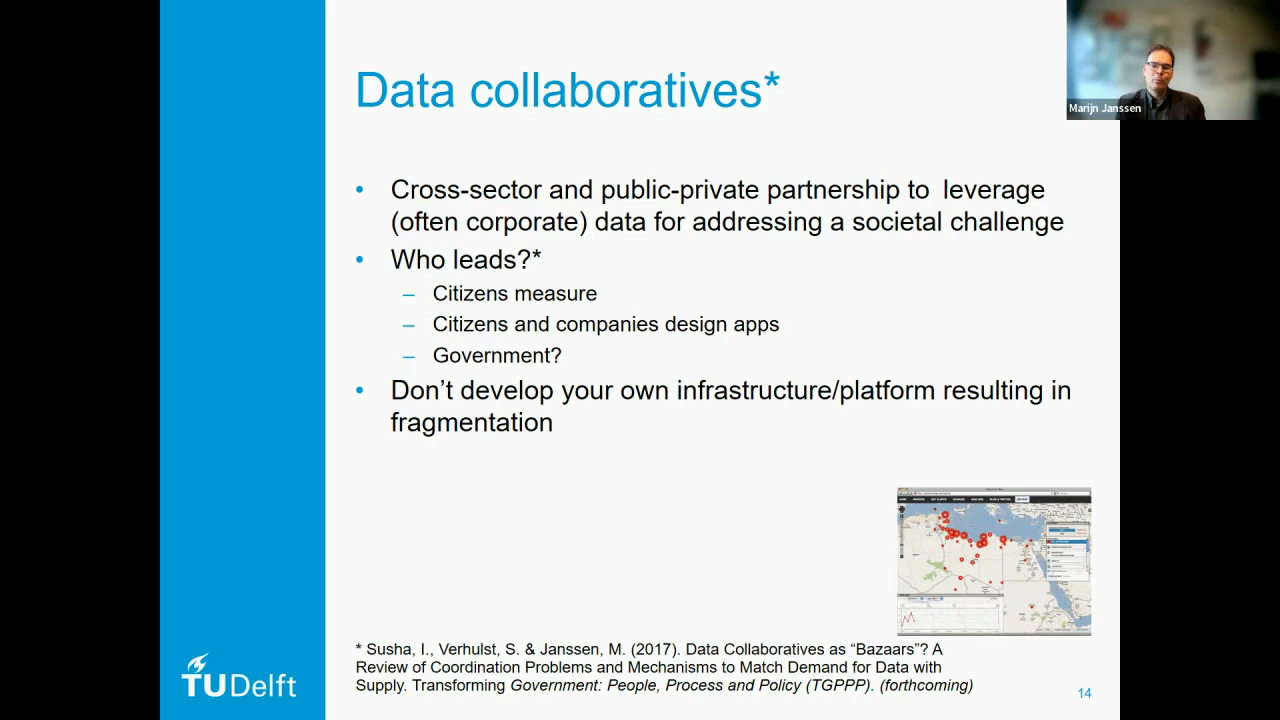 Data collaboratives*
Marijn Janssen
• Cross-sector and public-private partnership to leverage
(often corporate) data for addressing a societal challenge
• Who leads?*
– Citizens measure
– Citizens and companies design apps
– Government?
• Don’t develop your own infrastructure/platform resulting in
fragmentation
* Susha, I., Verhulst, S. & Janssen, M. (2017). Data Collaboratives as “Bazaars”? A
Review of Coordination Problems and Mechanisms to Match Demand for Data with
Supply. Transforming Government: People, Process and Policy (TGPPP). (forthcoming)
TUDelft
14